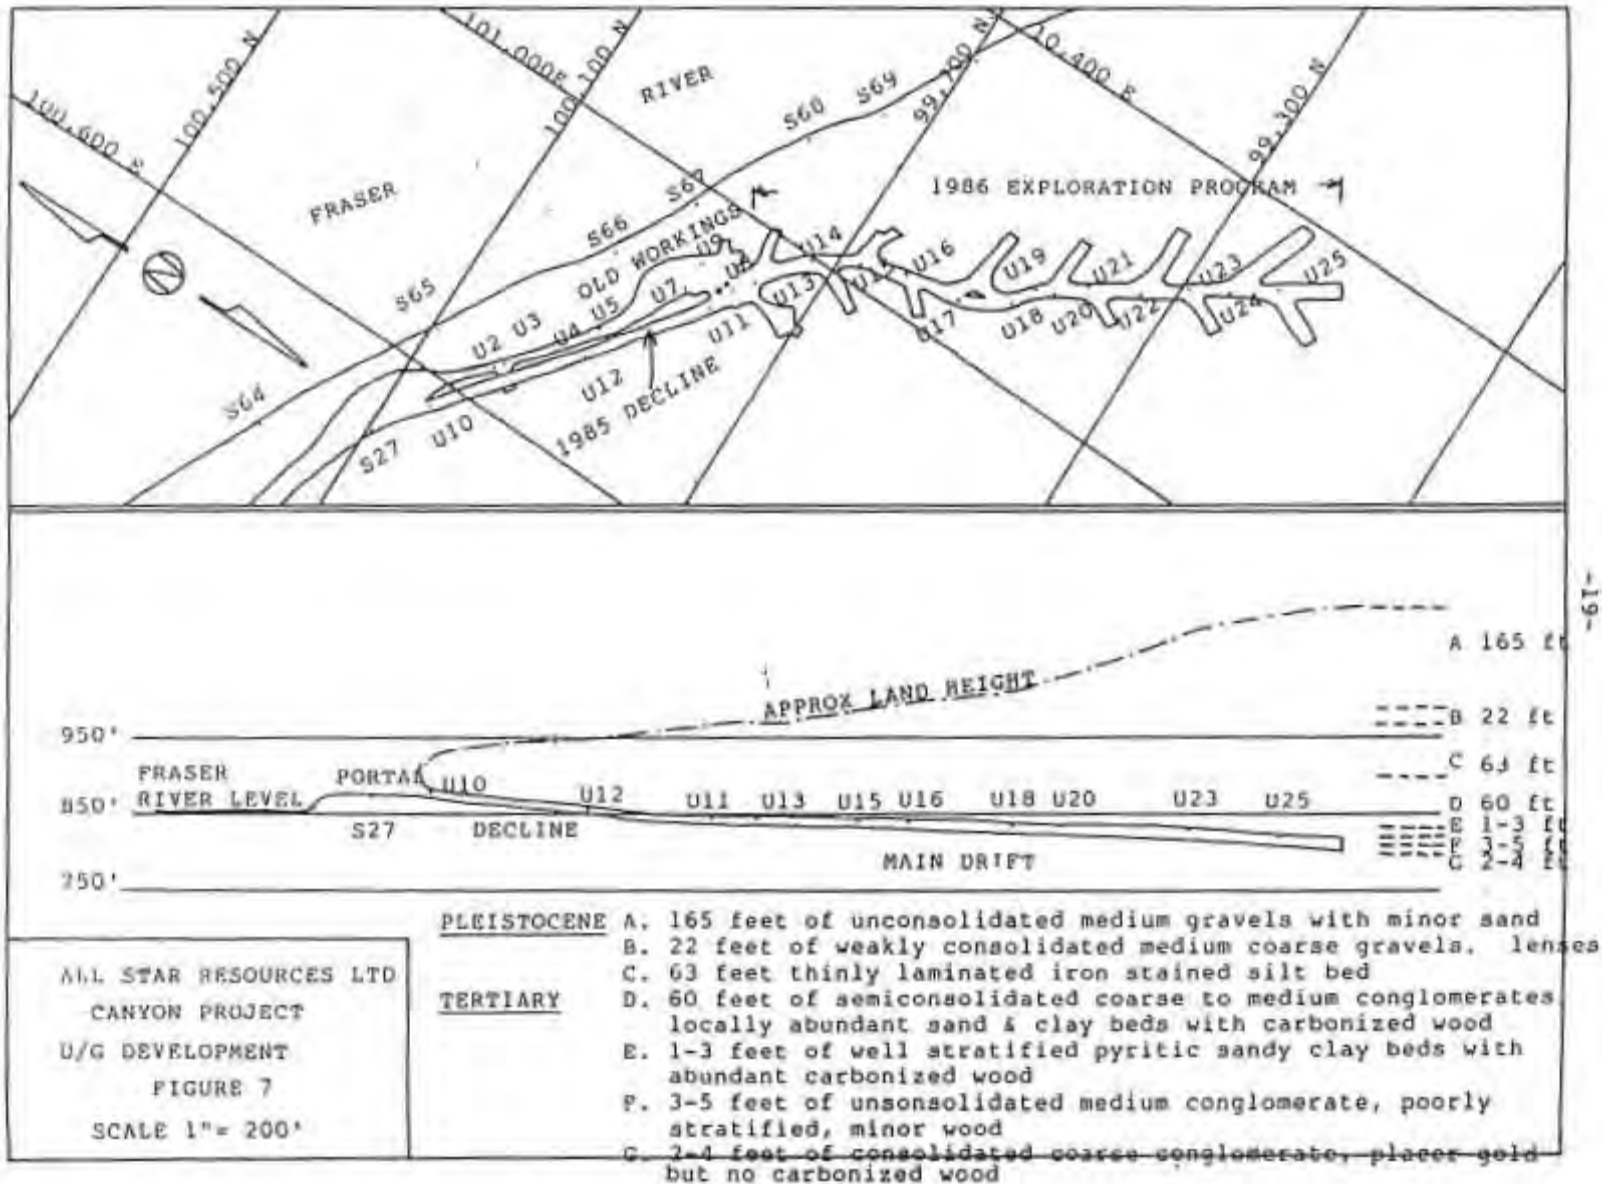 100,600 E
100,500 N
101,000E
100,100 N
RIVER
S60
S69
99,700 N
10,400 E
99,300 N
FRASER
S67
1986 EXPLORATION PROGRAM
S66
OLD WORKINGS
U9
U14
U16
S65
U7
U13
U19
U21
U23
U25
U2 U3
U4 U5
U11
U17
U18
U20
U22
U24
S64
U12
1985 DECLINE
S27
U10
-19-
A 165 ft
APPROX LAND HEIGHT
B 22 ft
950'
C 63 ft
FRASER
RIVER LEVEL
PORTAL
U10
U12
U11
U13
U15
U16
U18
U20
U23
U25
850'
D 60 ft
S27
DECLINE
E 1-3 ft
F 3-5 ft
MAIN DRIFT
G 2-4 ft
750'
PLEISTOCENE A. 165 feet of unconsolidated medium gravels with minor sand
B. 22 feet of weakly consolidated medium coarse gravels. lenses
C. 63 feet thinly laminated iron stained silt bed
TERTIARY D. 60 feet of semiconsolidated coarse to medium conglomerates
locally abundant sand & clay beds with carbonized wood
E. 1-3 feet of well stratified pyritic sandy clay beds with
abundant carbonized wood
F. 3-5 feet of unsonsolidated medium conglomerate, poorly
stratified, minor wood
G. 2-4 feet of consolidated coarse conglomerate, placer gold
but no carbonized wood
ALL STAR RESOURCES LTD
CANYON PROJECT
U/G DEVELOPMENT
FIGURE 7
SCALE 1"= 200'
N